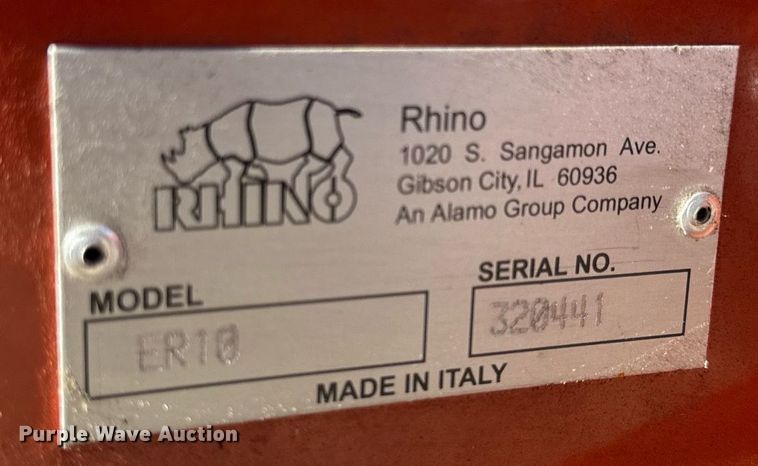 RHINO
Rhino
1020 S. Sangamon Ave.
Gibson City, IL 60936
An Alamo Group Company
MODEL
ER10
SERIAL NO.
320441
MADE IN ITALY
Purple Wave Auction